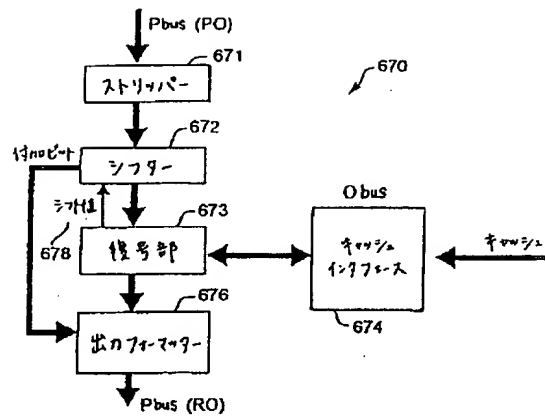 Pbus (PO)
671
ストリッパー
670
672
付加ビット
シフター
シフト値
678
673
復号部
Obus
キャッシュ
インタフェース
674
キャッシュ
676
出力フォーマッター
Pbus (RO)